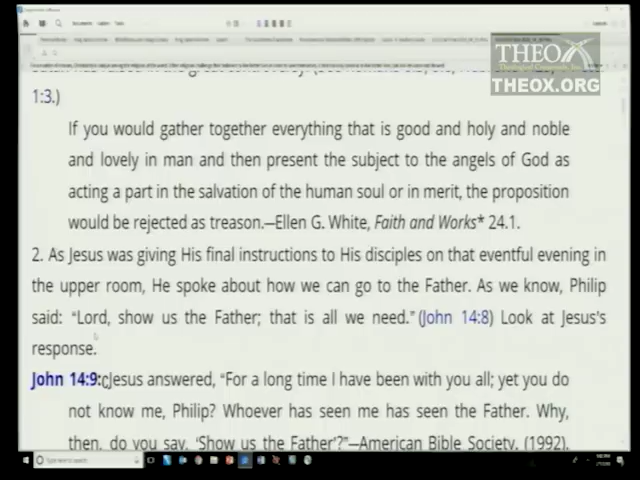 THEOX
THEOX.ORG
1:3.)
If you would gather together everything that is good and holy and noble
and lovely in man and then present the subject to the angels of God as
acting a part in the salvation of the human soul or in merit, the proposition
would be rejected as treason.—Ellen G. White, Faith and Works* 24.1.
2. As Jesus was giving His final instructions to His disciples on that eventful evening in
the upper room, He spoke about how we can go to the Father. As we know, Philip
said: “Lord, show us the Father; that is all we need.” (John 14:8) Look at Jesus's
response.
John 14:9: Jesus answered, “For a long time I have been with you all; yet you do
not know me, Philip? Whoever has seen me has seen the Father. Why,
then, do you say, ‘Show us the Father’?”—American Bible Society. (1992).